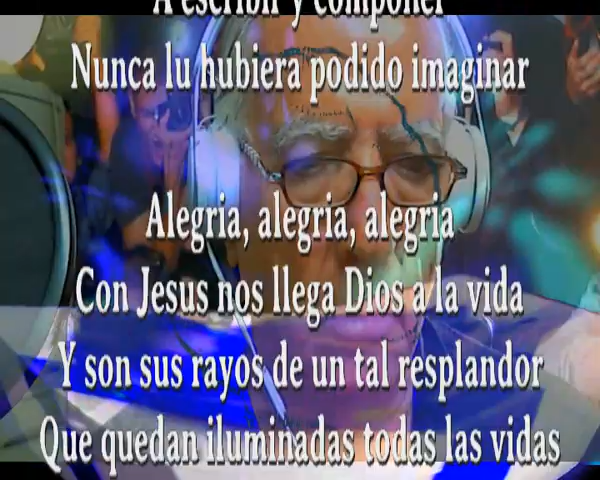 A escribir y componer
Nunca lu hubiera podido imaginar
Alegria, alegria, alegria
Con Jesus nos llega Dios a la vida
Y son sus rayos de un tal resplandor
Que quedan iluminadas todas las vidas